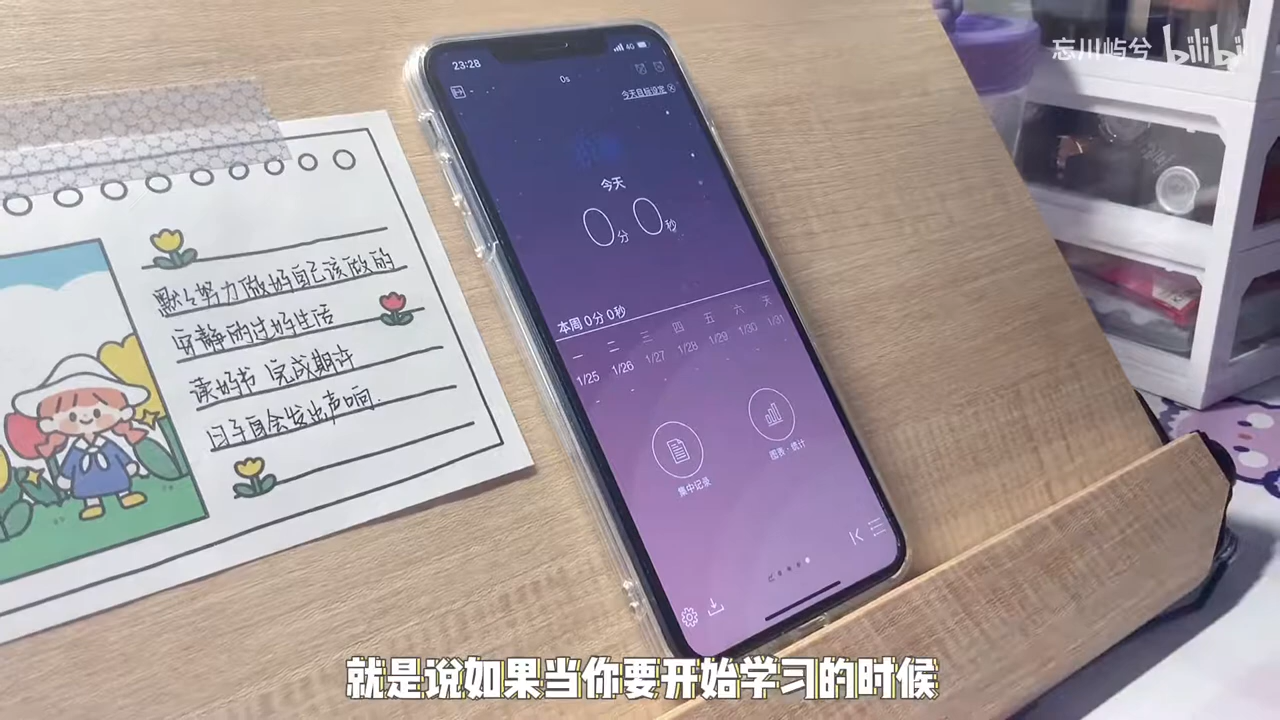 忘川屿兮 bilibili
23:28
4G
0s
今天目标设定
今天
0分 0秒
本周 0分 0秒
一 二 三 四 五 六 天
1/25 1/26 1/27 1/28 1/29 1/30 1/31
集中记录
图表·统计
默々努力做好自己该做的
安静的过好生活
读好书 完成期许
日子自会发出声响.
就是说如果当你要开始学习的时候